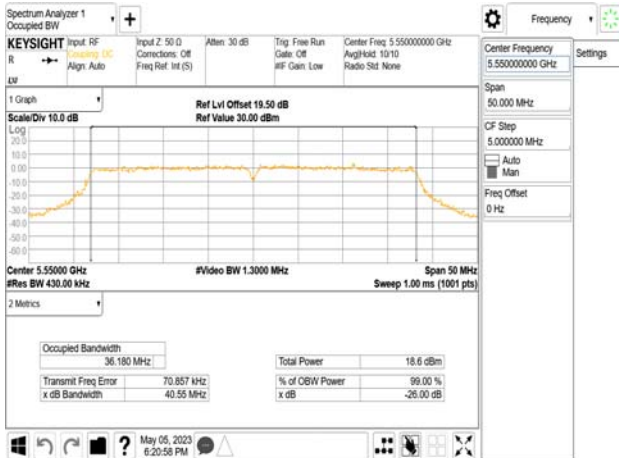 Spectrum Analyzer 1
Occupied BW
Frequency
KEYSIGHT
R
Input: RF
Coupling: DC
Align: Auto
Input Z: 50 Ω
Corrections: Off
Freq Ref: Int (S)
Atten: 30 dB
Trig: Free Run
Gate: Off
#IF Gain: Low
Center Freq: 5.550000000 GHz
Avg|Hold: 10/10
Radio Std: None
Center Frequency
5.550000000 GHz
Settings
Span
50.000 MHz
CF Step
5.000000 MHz
Auto
Man
Freq Offset
0 Hz
1 Graph
Scale/Div 10.0 dB
Ref Lvl Offset 19.50 dB
Ref Value 30.00 dBm
Log
20.0
10.0
0.00
-10.0
-20.0
-30.0
-40.0
-50.0
-60.0
Center 5.55000 GHz
#Video BW 1.3000 MHz
Span 50 MHz
#Res BW 430.00 kHz
Sweep 1.00 ms (1001 pts)
2 Metrics
Occupied Bandwidth
36.180 MHz
Total Power 18.6 dBm
Transmit Freq Error 70.857 kHz
% of OBW Power 99.00 %
x dB Bandwidth 40.55 MHz
x dB -26.00 dB
May 05, 2023
6:20:58 PM